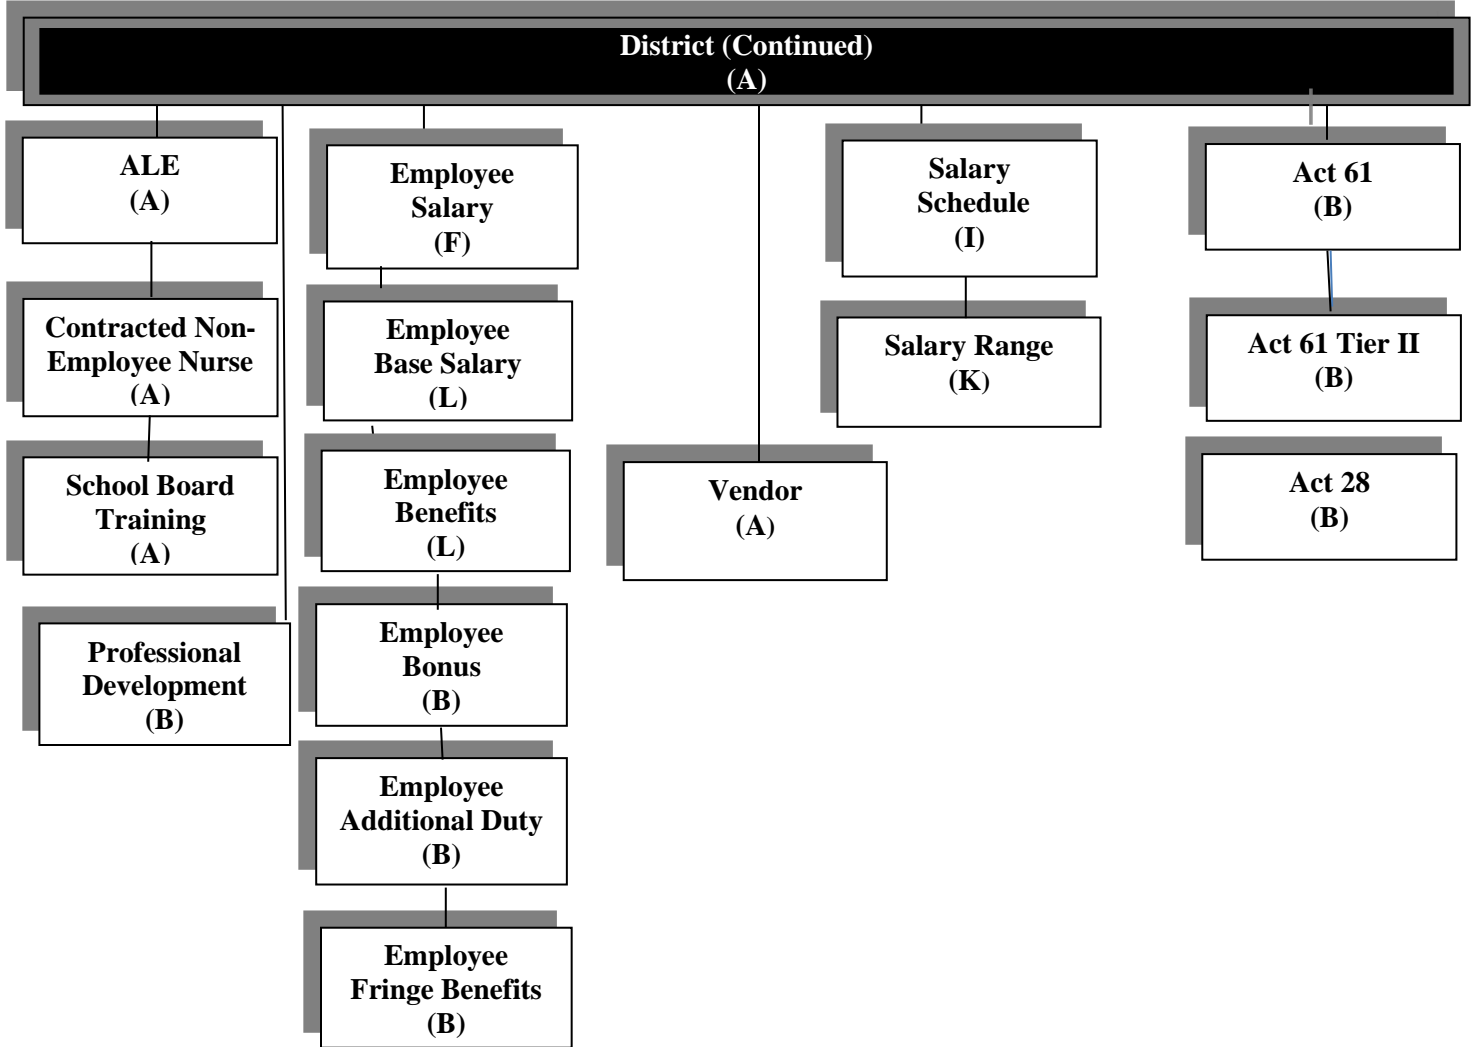 District (Continued)
(A)
ALE
(A)
Contracted Non-
Employee Nurse
(A)
School Board
Training
(A)
Professional
Development
(B)
Employee
Salary
(F)
Employee
Base Salary
(L)
Employee
Benefits
(L)
Employee
Bonus
(B)
Employee
Additional Duty
(B)
Employee
Fringe Benefits
(B)
Vendor
(A)
Salary
Schedule
(I)
Salary Range
(K)
Act 61
(B)
Act 61 Tier II
(B)
Act 28
(B)